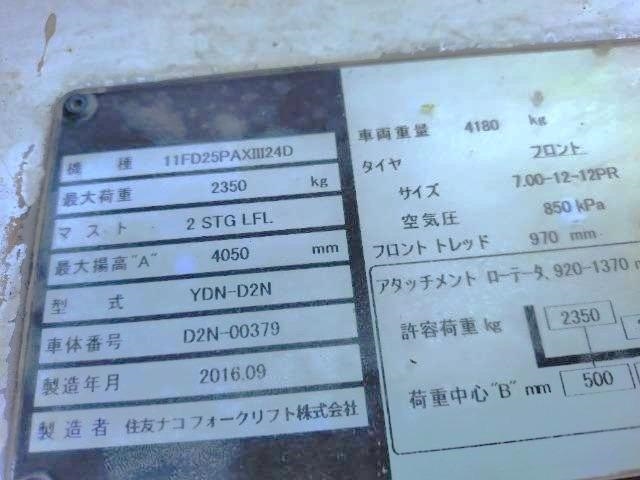 機 種 11FD25PAXIII24D
最大荷重 2350 kg
マスト 2 STG LFL
最大揚高"A" 4050 mm
型 式 YDN-D2N
車体番号 D2N-00379
製造年月 2016.09
製造者 住友ナコフォークリフト株式会社
車両重量 4180 kg
タイヤ フロント
サイズ 7.00-12-12PR
空気圧 850 kPa
フロント トレッド 970 mm
アタッチメント ローテータ, 920-1370
許容荷重 kg 2350
荷重中心"B" mm 500